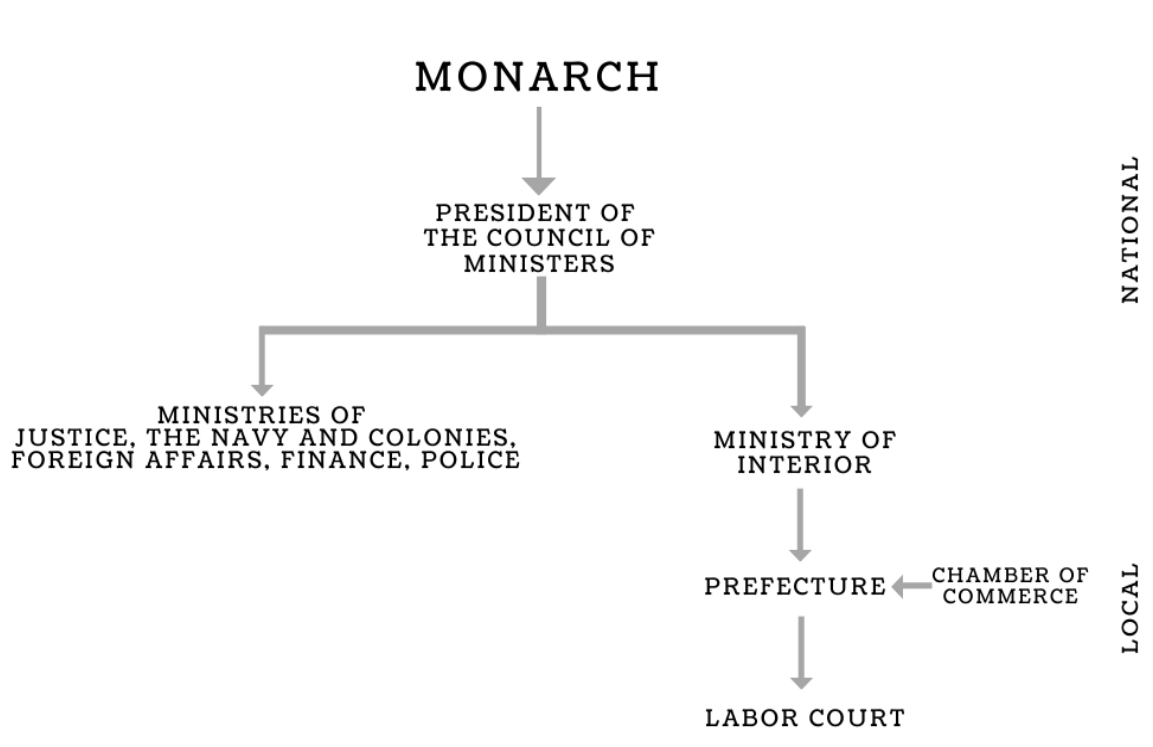 MONARCH
PRESIDENT OF
THE COUNCIL OF
MINISTERS
NATIONAL
MINISTRIES OF
JUSTICE, THE NAVY AND COLONIES,
FOREIGN AFFAIRS, FINANCE, POLICE
MINISTRY OF
INTERIOR
PREFECTURE
CHAMBER OF
COMMERCE
LOCAL
LABOR COURT